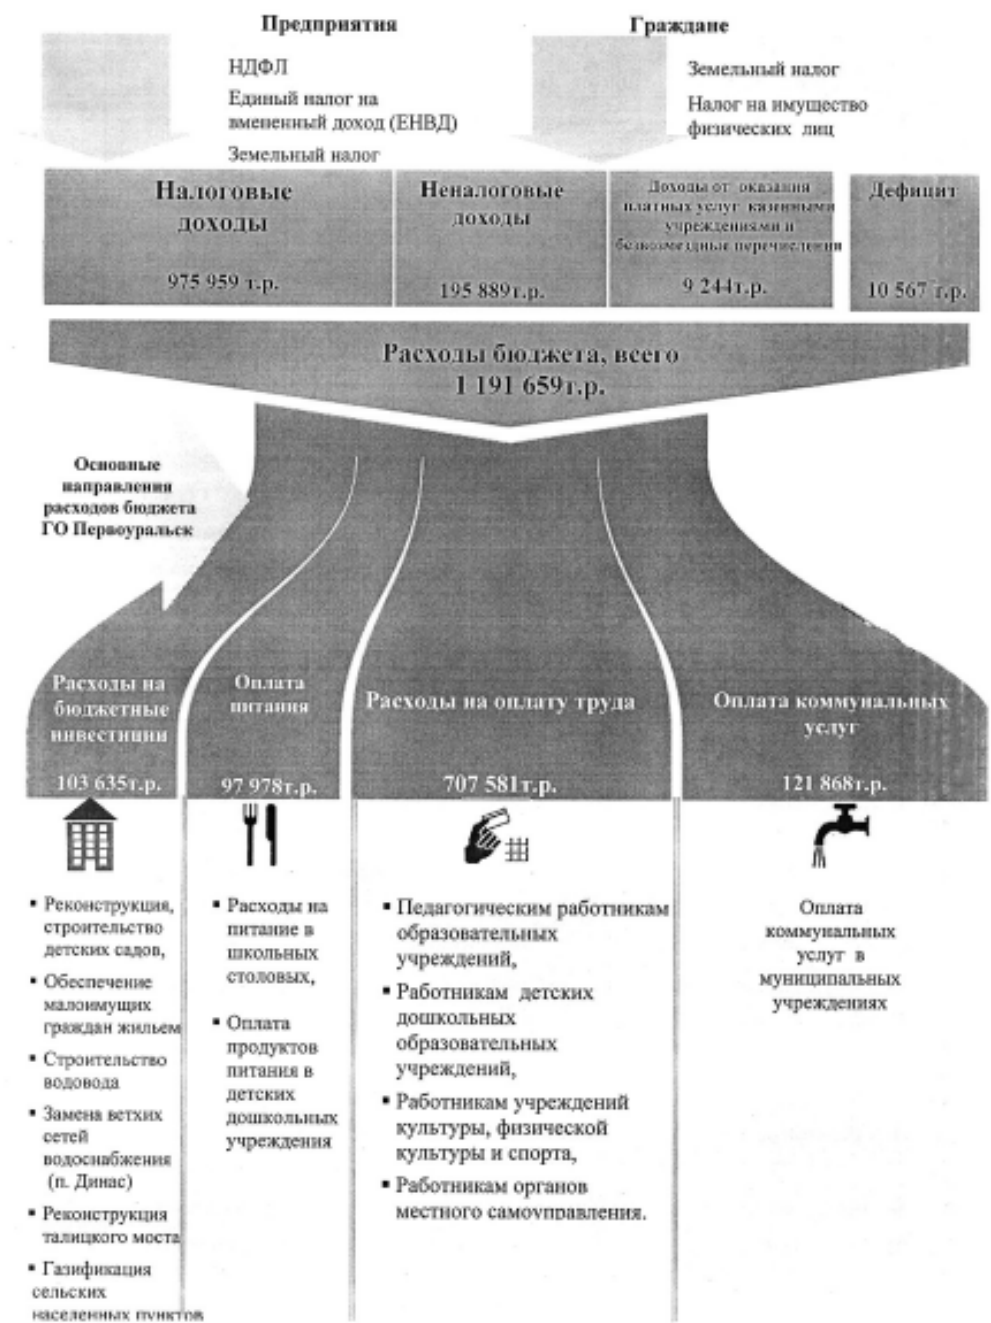 Предприятия
НДФЛ
Единый налог на
вмененный доход (ЕНВД)
Земельный налог
Граждане
Земельный налог
Налог на имущество
физических лиц
Налоговые
доходы
975 959 т.р.
Неналоговые
доходы
195 889т.р.
Доходы от оказания
платных услуг казенными
учреждениями и
безвозмездные перечисления
9 244т.р.
Дефицит
10 567 т.р.
Расходы бюджета, всего
1 191 659т.р.
Основные
направления
расходов бюджета
ГО Первоуральск
Расходы на
бюджетные
инвестиции
103 635т.р.
Оплата
питания
97 978т.р.
Расходы на оплату труда
707 581т.р.
Оплата коммунальных
услуг
121 868т.р.
▪ Реконструкция,
строительство
детских садов,
▪ Обеспечение
малоимущих
граждан жильем
▪ Строительство
водовода
▪ Замена ветхих
сетей
водоснабжения
(п. Динас)
▪ Реконструкция
талицкого моста
▪ Газификация
сельских
населенных пунктов
▪ Расходы на
питание в
школьных
столовых,
▪ Оплата
продуктов
питания в
детских
дошкольных
учреждения
▪ Педагогическим работникам
образовательных
учреждений,
▪ Работникам детских
дошкольных
образовательных
учреждений,
▪ Работникам учреждений
культуры, физической
культуры и спорта,
▪ Работникам органов
местного самоуправления.
Оплата
коммунальных
услуг в
муниципальных
учреждениях